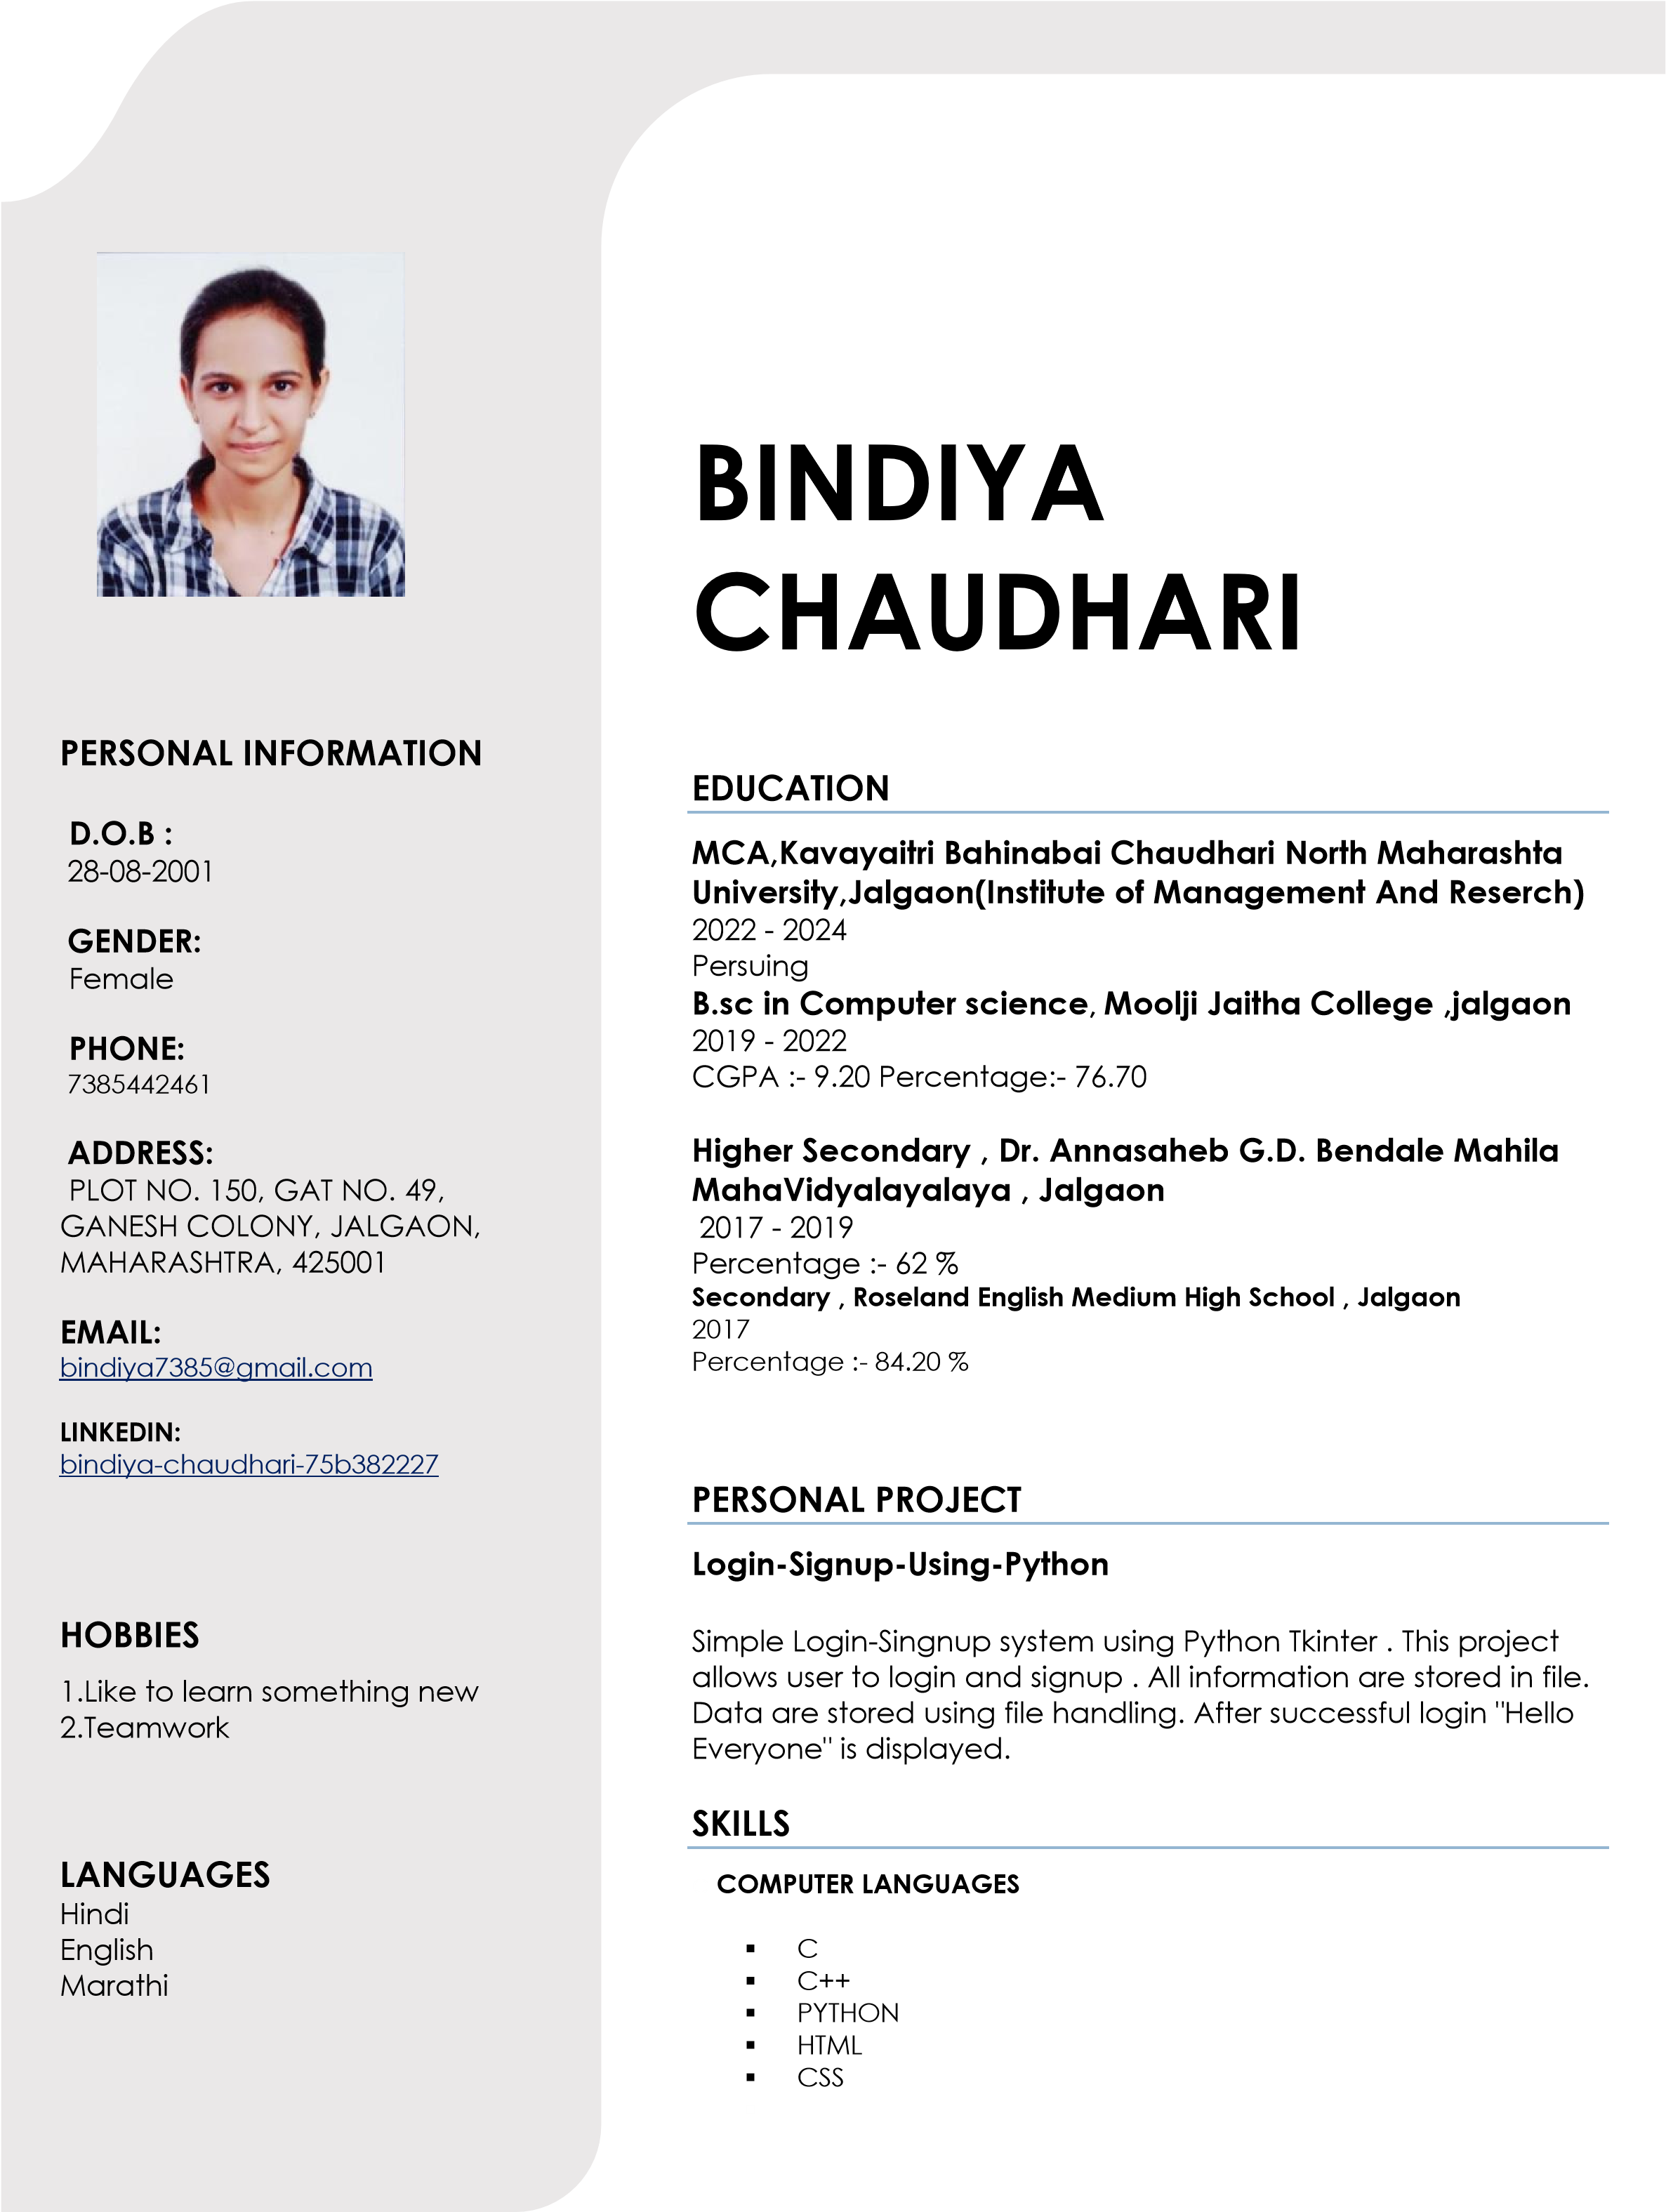 BINDIYA
CHAUDHARI
PERSONAL INFORMATION
D.O.B :
28-08-2001
GENDER:
Female
PHONE:
7385442461
ADDRESS:
PLOT NO. 150, GAT NO. 49,
GANESH COLONY, JALGAON,
MAHARASHTRA, 425001
EMAIL:
bindiya7385@gmail.com
LINKEDIN:
bindiya-chaudhari-75b382227
HOBBIES
1.Like to learn something new
2.Teamwork
LANGUAGES
Hindi
English
Marathi
EDUCATION
MCA,Kavayaitri Bahinabai Chaudhari North Maharashta
University,Jalgaon(Institute of Management And Reserch)
2022 - 2024
Persuing
B.sc in Computer science, Moolji Jaitha College ,jalgaon
2019 - 2022
CGPA :- 9.20 Percentage:- 76.70
Higher Secondary , Dr. Annasaheb G.D. Bendale Mahila
MahaVidyalayalaya , Jalgaon
2017 - 2019
Percentage :- 62 %
Secondary , Roseland English Medium High School , Jalgaon
2017
Percentage :- 84.20 %
PERSONAL PROJECT
Login-Signup-Using-Python
Simple Login-Singnup system using Python Tkinter . This project
allows user to login and signup . All information are stored in file.
Data are stored using file handling. After successful login "Hello
Everyone" is displayed.
SKILLS
COMPUTER LANGUAGES
▪ C
▪ C++
▪ PYTHON
▪ HTML
▪ CSS